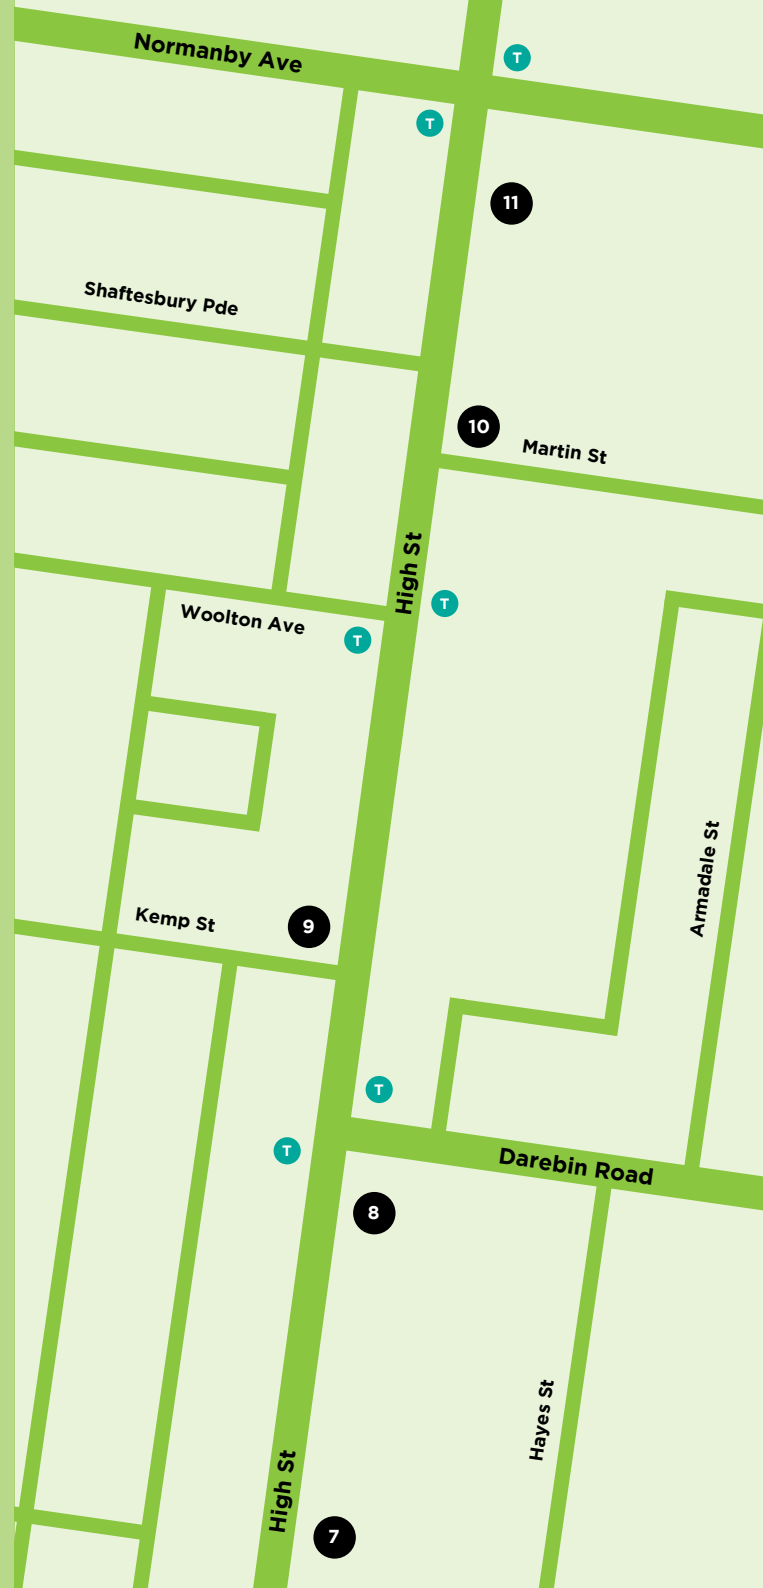 Normanby Ave
T
T
11
Shaftesbury Pde
10
Martin St
High St
T
Woolton Ave
T
Armadale St
Kemp St
9
T
T
Darebin Road
8
Hayes St
High St
7